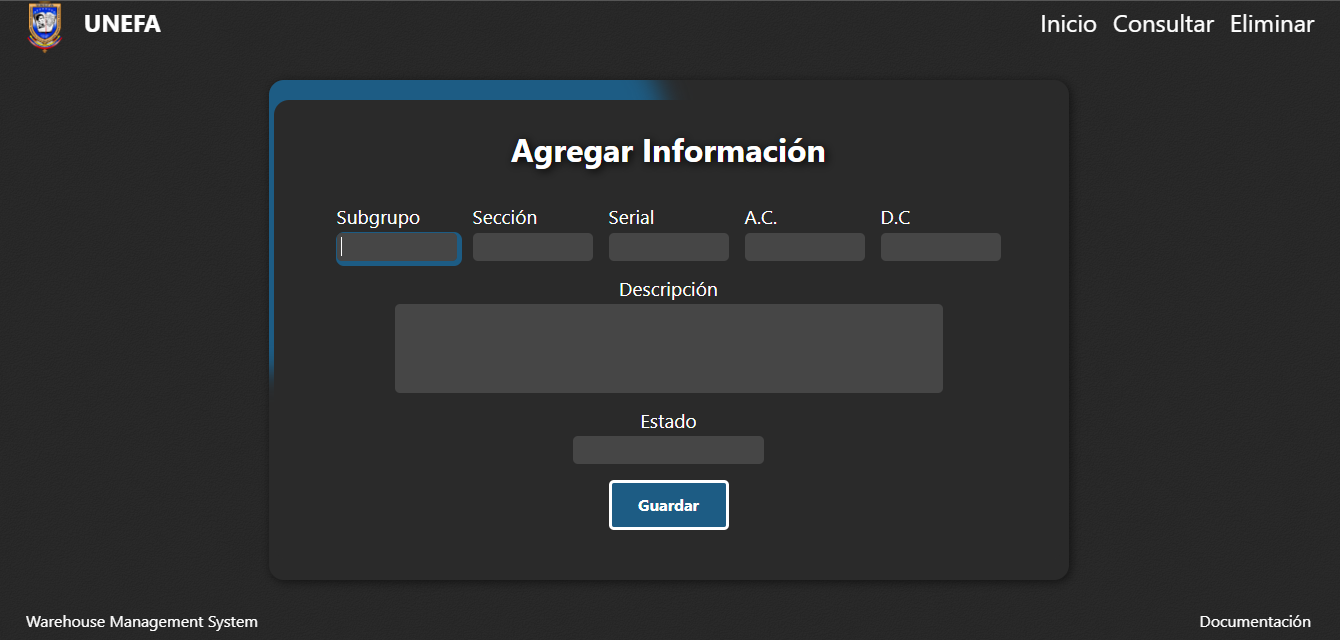 UNEFA
Inicio Consultar Eliminar
Agregar Información
Subgrupo Sección Serial A.C. D.C
Descripción
Estado
Guardar
Warehouse Management System
Documentación